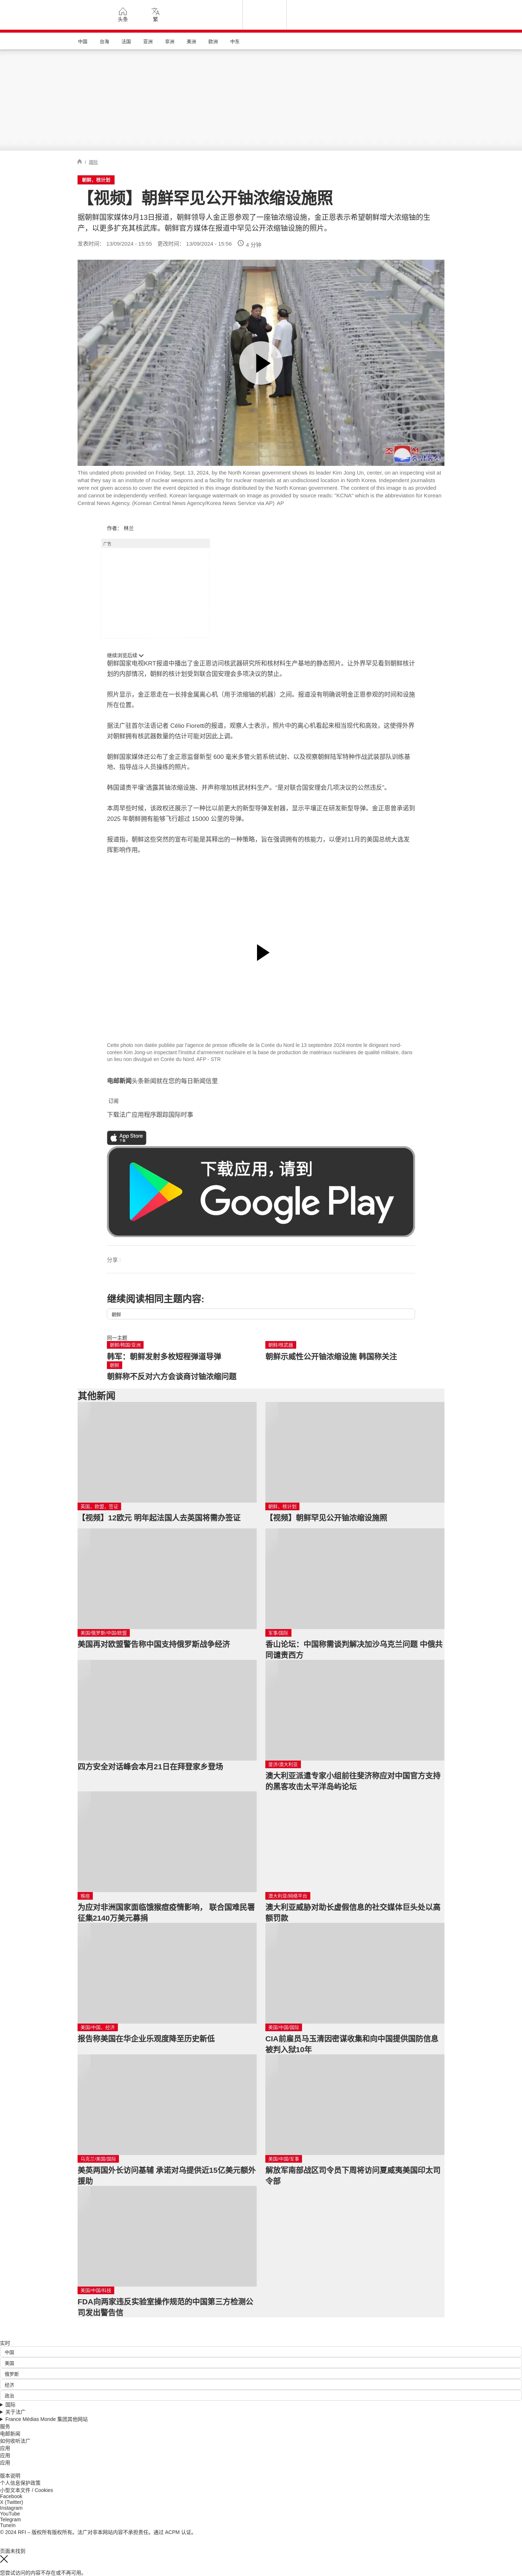 头条
繁
中国
台海
法国
亚洲
非洲
美洲
欧洲
中东
/ 国际
朝鲜，核计划
【视频】朝鲜罕见公开铀浓缩设施照
据朝鲜国家媒体9月13日报道，朝鲜领导人金正恩参观了一座铀浓缩设施，金正恩表示希望朝鲜增大浓缩铀的生
产，以更多扩充其核武库。朝鲜官方媒体在报道中罕见公开浓缩铀设施的照片。
发表时间： 13/09/2024 - 15:55 更改时间： 13/09/2024 - 15:56 4 分钟
This undated photo provided on Friday, Sept. 13, 2024, by the North Korean government shows its leader Kim Jong Un, center, on an inspecting at visit at
what they say is an institute of nuclear weapons and a facility for nuclear materials at an undisclosed location in North Korea. Independent journalists
were not given access to cover the event depicted in this image distributed by the North Korean government. The content of this image is as provided
and cannot be independently verified. Korean language watermark on image as provided by source reads: "KCNA" which is the abbreviation for Korean
Central News Agency. (Korean Central News Agency/Korea News Service via AP) AP
作者： 林兰
广告
继续浏览后续
朝鲜国家电视KRT报道中播出了金正恩访问核武器研究所和核材料生产基地的静态照片。让外界罕见看到朝鲜核计
划的内部情况，朝鲜的核计划受到联合国安理会多项决议的禁止。
照片显示，金正恩走在一长排金属离心机（用于浓缩铀的机器）之间。报道没有明确说明金正恩参观的时间和设施
所在位置。
据法广驻首尔法语记者 Célio Fioretti的报道，观察人士表示，照片中的离心机看起来相当现代和高效，这使得外界
对朝鲜拥有核武器数量的估计可能对因此上调。
朝鲜国家媒体还公布了金正恩监督新型 600 毫米多管火箭系统试射、以及视察朝鲜陆军特种作战武装部队训练基
地、指导战斗人员操练的照片。
韩国谴责平壤“透露其铀浓缩设施、并声称增加核武材料生产。“是对联合国安理会几项决议的公然违反”。
本周早些时候，该政权还展示了一种比以前更大的新型导弹发射器，显示平壤正在研发新型导弹。金正恩曾承诺到
2025 年朝鲜拥有能够飞行超过 15000 公里的导弹。
报道指，朝鲜这些突然的宣布可能是其释出的一种策略，旨在强调拥有的核能力，以便对11月的美国总统大选发
挥影响作用。
Cette photo non datée publiée par l'agence de presse officielle de la Corée du Nord le 13 septembre 2024 montre le dirigeant nord-
coréen Kim Jong-un inspectant l'Institut d'armement nucléaire et la base de production de matériaux nucléaires de qualité militaire, dans
un lieu non divulgué en Corée du Nord. AFP - STR
电邮新闻头条新闻就在您的每日新闻信里
订阅
下载法广应用程序跟踪国际时事
App Store
下载应用，请到
Google Play
分享 :
继续阅读相同主题内容:
朝鲜
同一主题
朝鲜/韩国/亚洲
韩军：朝鲜发射多枚短程弹道导弹
朝鲜/核武器
朝鲜示威性公开铀浓缩设施 韩国称关注
朝鲜
朝鲜称不反对六方会谈商讨铀浓缩问题
其他新闻
英国、欧盟、签证
【视频】12欧元 明年起法国人去英国将需办签证
朝鲜，核计划
【视频】朝鲜罕见公开铀浓缩设施照
美国/俄罗斯/中国/欧盟
美国再对欧盟警告称中国支持俄罗斯战争经济
军事/国际
香山论坛：中国称需谈判解决加沙乌克兰问题 中俄共
同谴责西方
四方安全对话峰会本月21日在拜登家乡登场
斐济/澳大利亚
澳大利亚派遣专家小组前往斐济称应对中国官方支持
的黑客攻击太平洋岛屿论坛
猴痘
为应对非洲国家面临饿猴痘疫情影响， 联合国难民署
征集2140万美元募捐
澳大利亚/网络平台
澳大利亚威胁对助长虚假信息的社交媒体巨头处以高
额罚款
美国/中国、经济
报告称美国在华企业乐观度降至历史新低
美国/中国/国际
CIA前雇员马玉清因密谋收集和向中国提供国防信息
被判入狱10年
乌克兰/美国/国际
美英两国外长访问基辅 承诺对乌提供近15亿美元额外
援助
美国/中国/军事
解放军南部战区司令员下周将访问夏威夷美国印太司
令部
美国/中国/科技
FDA向两家违反实验室操作规范的中国第三方检测公
司发出警告信
实时
中国
美国
俄罗斯
经济
政治
国际
关于法广
France Médias Monde 集团其他网站
服务
电邮新闻
如何收听法广
应用
应用
应用
版本说明
个人信息保护政策
小型文本文件 / Cookies
Facebook
X (Twitter)
Instagram
YouTube
Telegram
TuneIn
© 2024 RFI – 版权所有版权所有。法广对非本网站内容不承担责任。通过 ACPM 认证。
页面未找到
您尝试访问的内容不存在或不再可用。